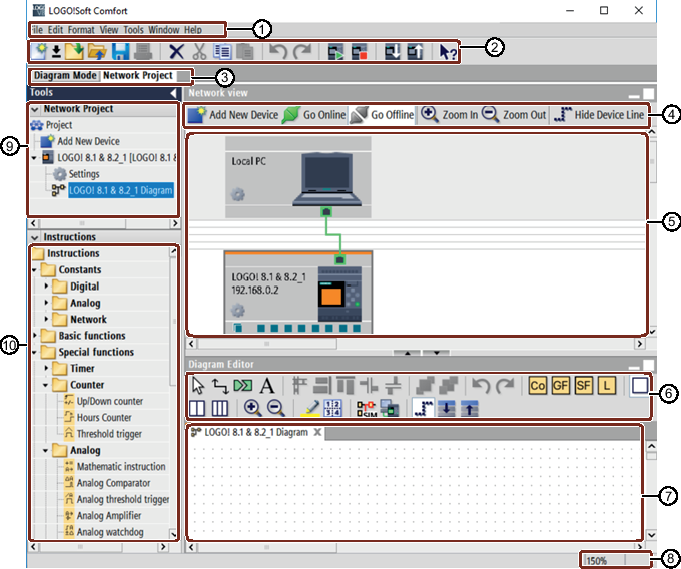 LOGO!Soft Comfort
File Edit Format View Tools Window Help
1
2
Diagram Mode Network Project
3
Tools
Network view
Network Project
Add New Device Go Online Go Offline Zoom In Zoom Out Hide Device Line
4
Project
9
Add New Device
LOGO! 8.1 & 8.2_1 [LOGO! 8.1 &
Settings
LOGO! 8.1 & 8.2_1 Diagram
Local PC
5
Instructions
Instructions
Constants
LOGO! 8.1 & 8.2_1
192.168.0.2
Digital
Analog
Network
10
Basic functions
Special functions
Diagram Editor
Timer
Counter
A Co GF SF L
6
Up/Down counter
1 2
3 4
SIM
Hours Counter
Threshold trigger
LOGO! 8.1 & 8.2_1 Diagram X
Analog
Mathematic instruction
Analog Comparator
7
Analog threshold trigger
Analog Amplifier
Analog watchdog
150%
8